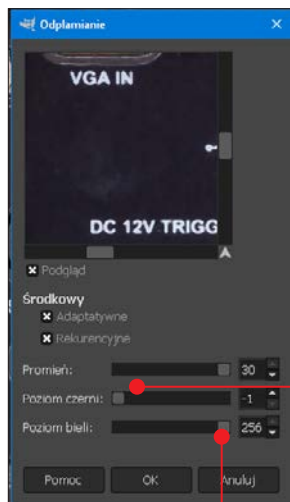 Odplamianie
VGA IN
DC 12V TRIGG
Podgląd
Środkowy
Adaptatywne
Rekurencyjne
Promień: 30
Poziom czerni: -1
Poziom bieli: 256
Pomoc OK Anuluj